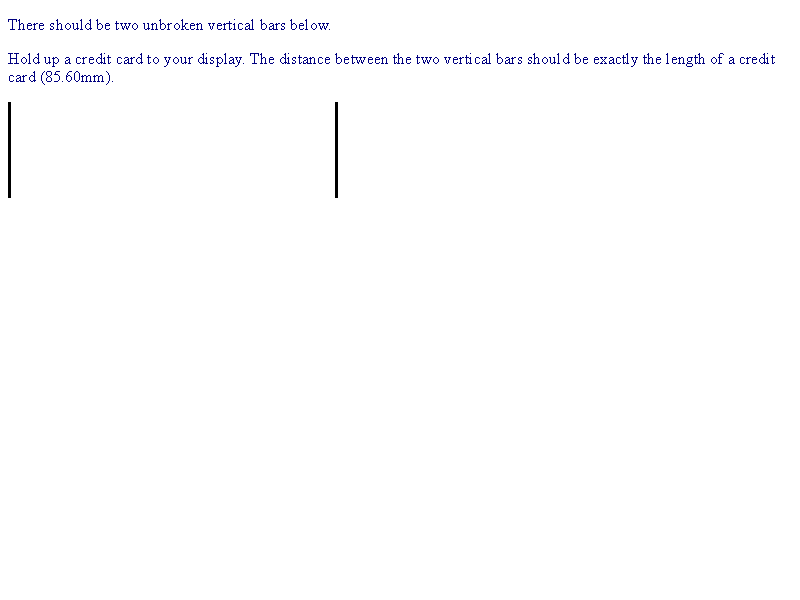 There should be two unbroken vertical bars below.
Hold up a credit card to your display. The distance between the two vertical bars should be exactly the length of a credit
card (85.60mm).